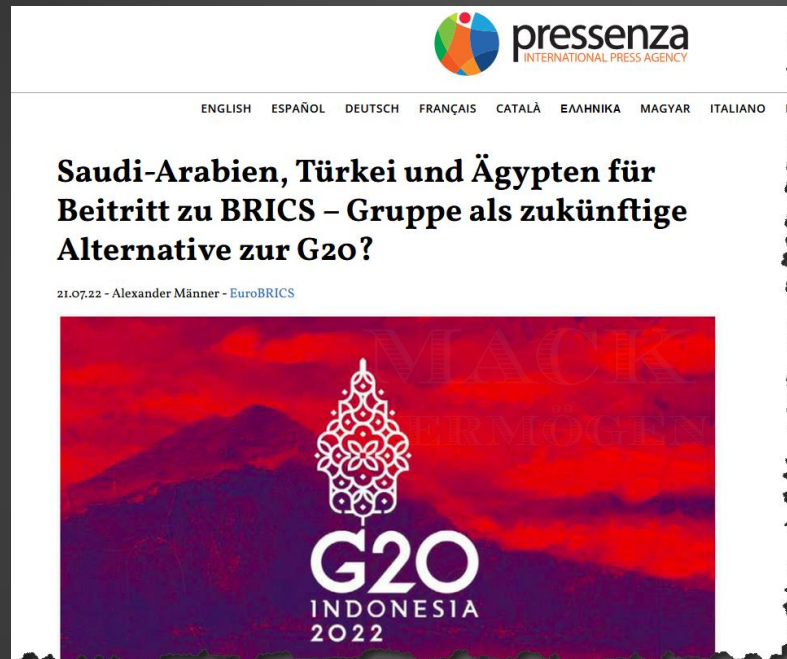 pressenza
INTERNATIONAL PRESS AGENCY
ENGLISH ESPAÑOL DEUTSCH FRANÇAIS CATALÀ ΕΛΛΗΝΙΚΑ MAGYAR ITALIANO
Saudi-Arabien, Türkei und Ägypten für
Beitritt zu BRICS – Gruppe als zukünftige
Alternative zur G20?
21.07.22 - Alexander Männer - EuroBRICS
MACK
VERMÖGEN
G20
INDONESIA
2022